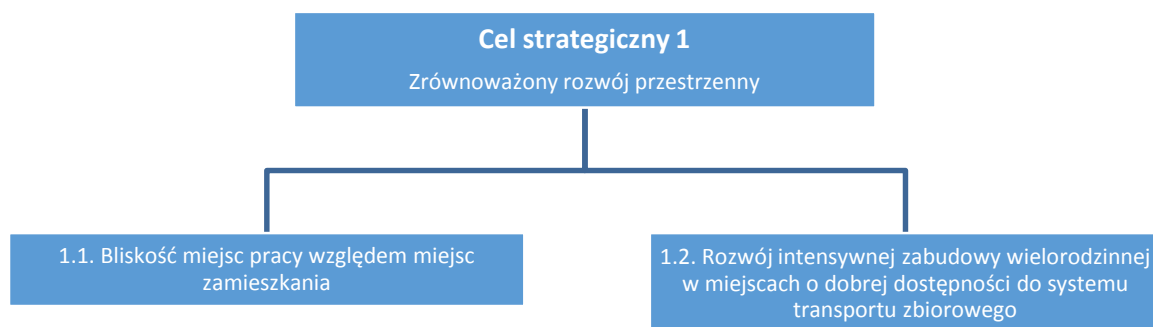 Cel strategiczny 1
Zrównoważony rozwój przestrzenny
1.1. Bliskość miejsc pracy względem miejsc
zamieszkania
1.2. Rozwój intensywnej zabudowy wielorodzinnej
w miejscach o dobrej dostępności do systemu
transportu zbiorowego